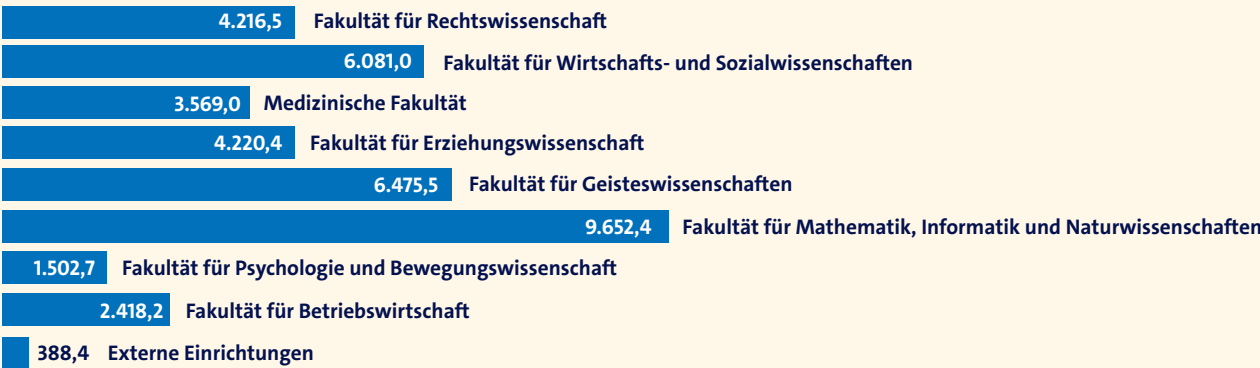 4.216,5 Fakultät für Rechtswissenschaft
6.081,0 Fakultät für Wirtschafts- und Sozialwissenschaften
3.569,0 Medizinische Fakultät
4.220,4 Fakultät für Erziehungswissenschaft
6.475,5 Fakultät für Geisteswissenschaften
9.652,4 Fakultät für Mathematik, Informatik und Naturwissenschaften
1.502,7 Fakultät für Psychologie und Bewegungswissenschaft
2.418,2 Fakultät für Betriebswirtschaft
388,4 Externe Einrichtungen